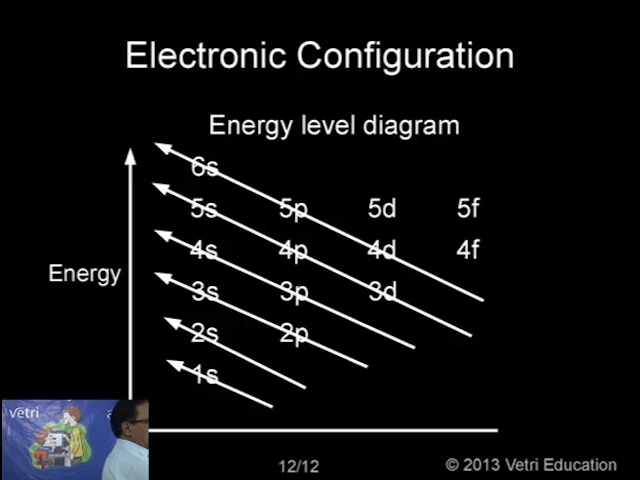 Electronic Configuration
Energy level diagram
6s
5s 5p 5d 5f
4s 4p 4d 4f
Energy
3s 3p 3d
2s 2p
1s
vetri
12/12
© 2013 Vetri Education